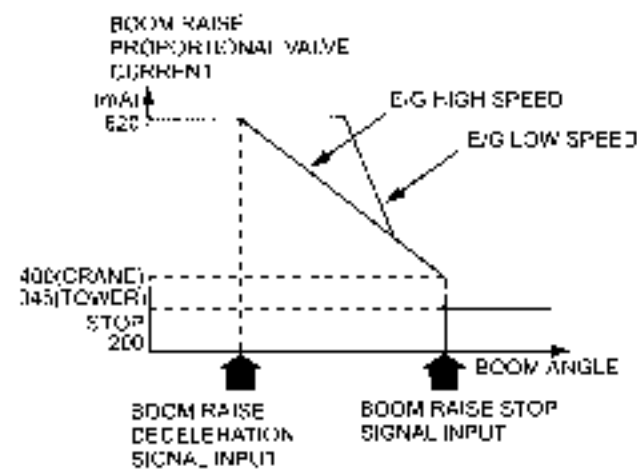 BOOM RAISE
PROPORTIONAL VALVE
CURRENT
(mA)
620
E/G HIGH SPEED
E/G LOW SPEED
400(CRANE)
345(TOWER)
STOP
200
BOOM ANGLE
BOOM RAISE
DECELERATION
SIGNAL INPUT
BOOM RAISE STOP
SIGNAL INPUT